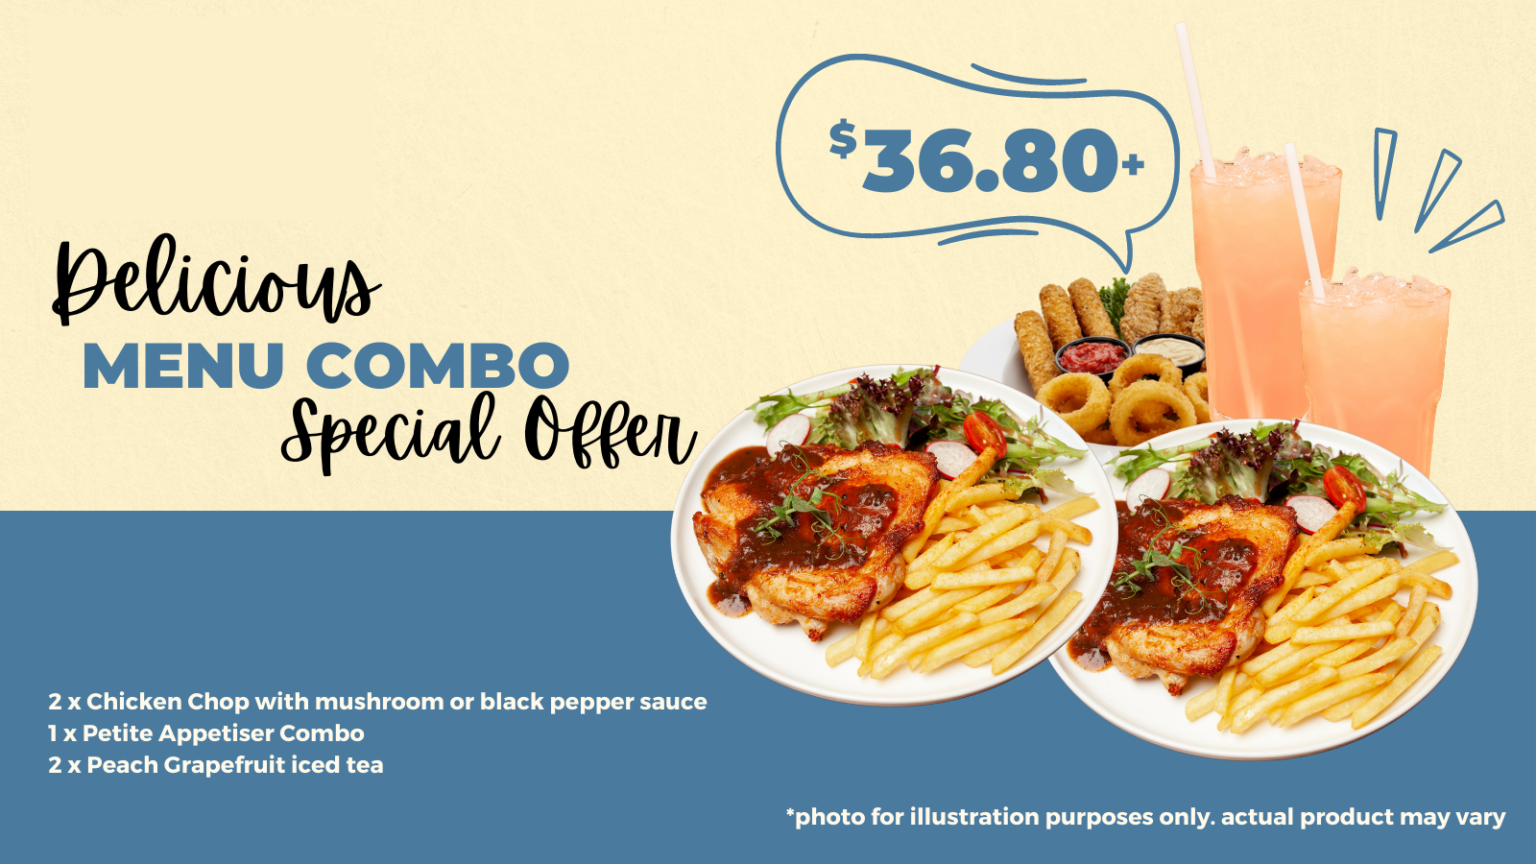 $36.80+
Delicious
MENU COMBO
Special Offer
2 x Chicken Chop with mushroom or black pepper sauce
1 x Petite Appetiser Combo
2 x Peach Grapefruit iced tea
*photo for illustration purposes only. actual product may vary